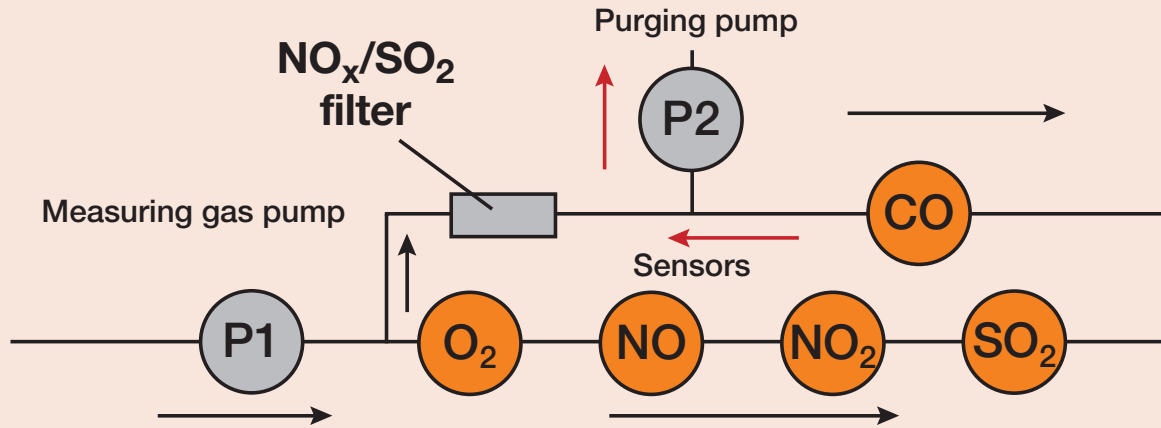 Purging pump
NOₓ/SO₂
filter
P2
Measuring gas pump
CO
Sensors
P1
O₂
NO
NO₂
SO₂